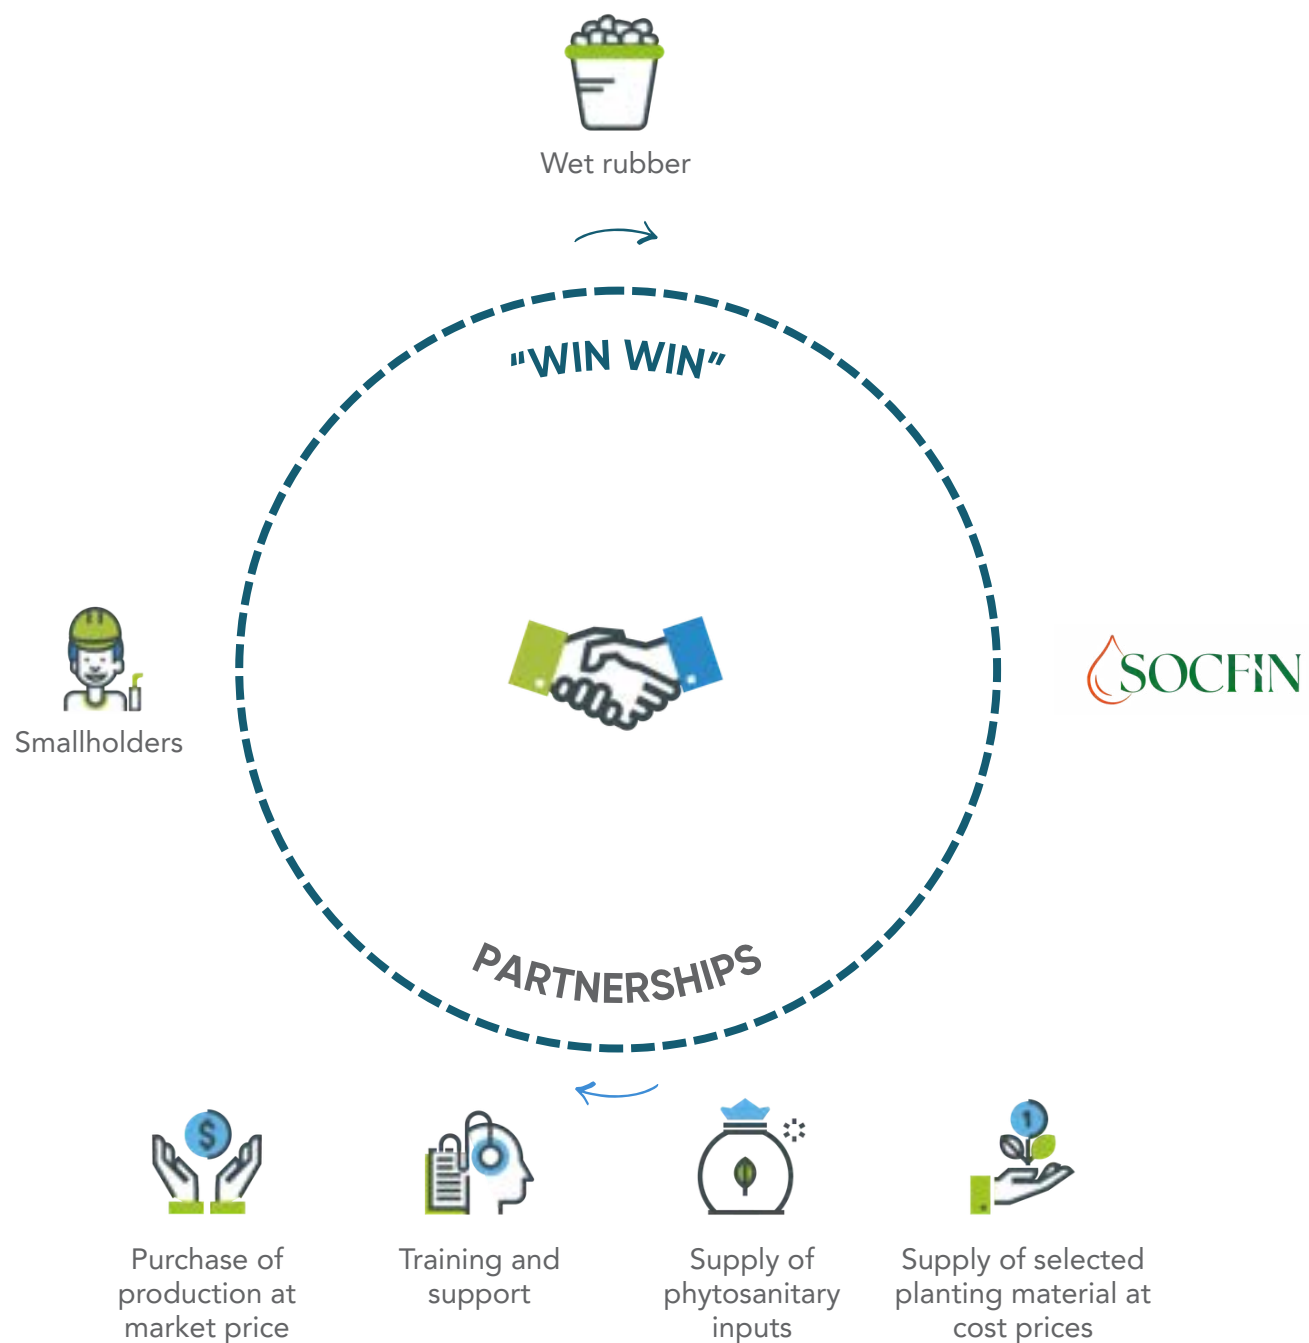 Wet rubber
"WIN WIN"
Smallholders
SOCFIN
PARTNERSHIPS
$
1
Purchase of
production at
market price
Training and
support
Supply of
phytosanitary
inputs
Supply of selected
planting material at
cost prices